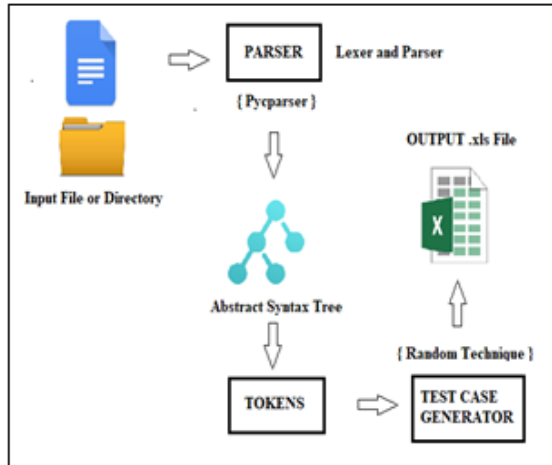 PARSER
Lexer and Parser
{ Pycparser }
Input File or Directory
OUTPUT .xls File
X
Abstract Syntax Tree
{ Random Technique }
TOKENS
TEST CASE
GENERATOR